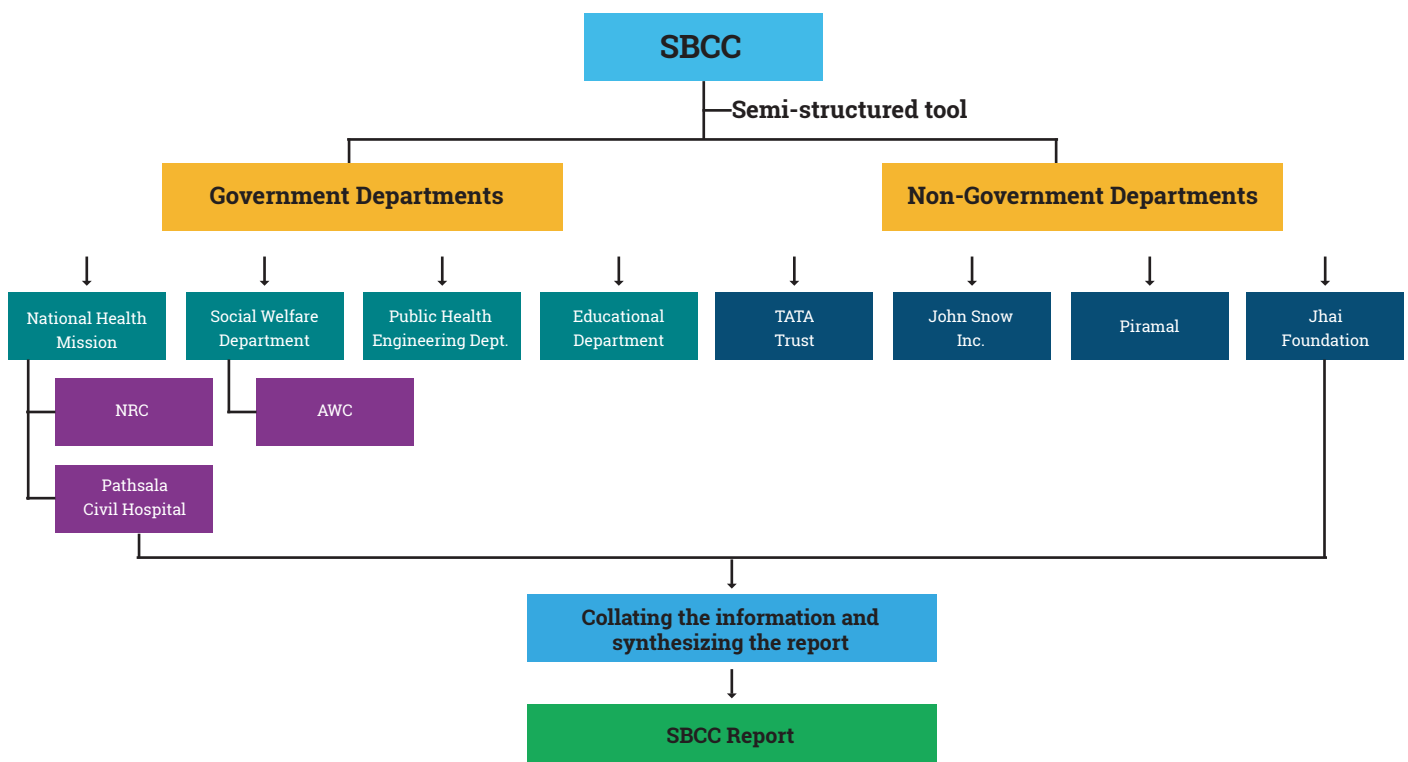 SBCC
Semi-structured tool
Government Departments
Non-Government Departments
National Health
Mission
Social Welfare
Department
Public Health
Engineering Dept.
Educational
Department
TATA
Trust
John Snow
Inc.
Piramal
Jhai
Foundation
NRC
AWC
Pathsala
Civil Hospital
Collating the information and
synthesizing the report
SBCC Report